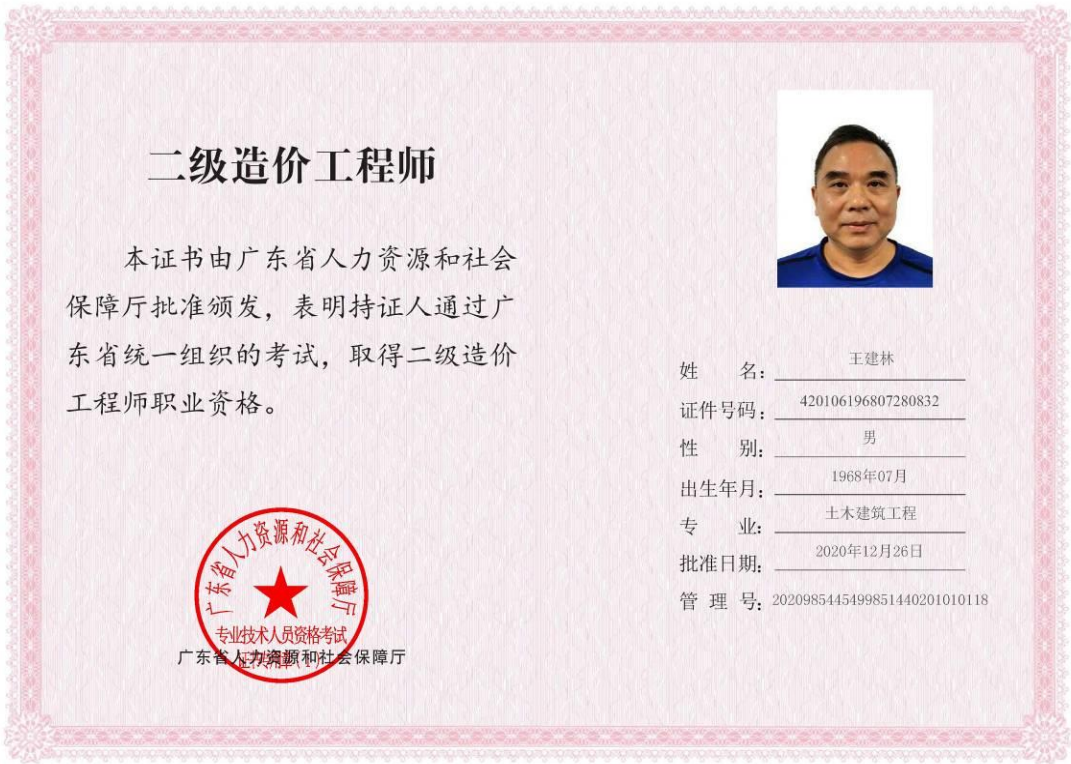 二级造价工程师
本证书由广东省人力资源和社会
保障厅批准颁发，表明持证人通过广
东省统一组织的考试，取得二级造价
工程师职业资格。
广东省人力资源和社会保障厅
专业技术人员资格考试
广东省人力资源和社会保障厅
姓 名： 王建林
证件号码： 420106196807280832
性 别： 男
出生年月： 1968年07月
专 业： 土木建筑工程
批准日期： 2020年12月26日
管 理 号： 2020985445499851440201010118